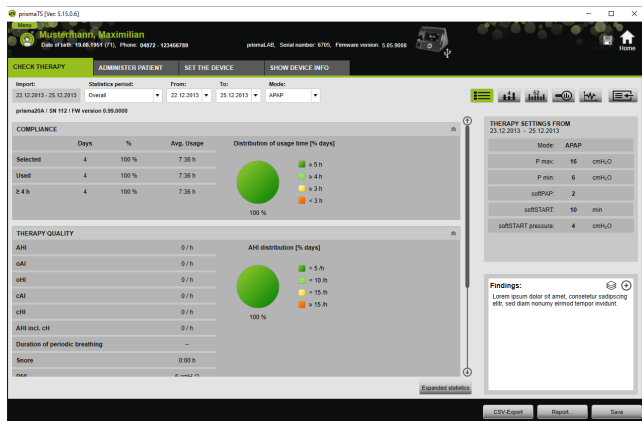 prismaTS [Ver: 5.15.0.6]
Menu
Mustermann, Maximilian
Date of birth: 19.08.1951 (71), Phone: 04872 - 123456789
prismaLAB, Serial number: 6705, Firmware version 5.05.9000
Home
CHECK THERAPY
ADMINISTER PATIENT
SET THE DEVICE
SHOW DEVICE INFO
Import: Statistics period: From: To: Mode:
22.12.2013 - 25.12.2013 Overall 22.12.2013 25.12.2013 APAP
prisma20A / SN 112 / FW version 0.99.0000
COMPLIANCE
Days % Avg. Usage
Selected 4 100 % 7:36 h
Used 4 100 % 7:36 h
≥ 4 h 4 100 % 7:36 h
Distribution of usage time [% days]
≥ 5 h
≥ 4 h
≥ 3 h
< 3 h
100 %
THERAPY QUALITY
AHI 0 / h
oAI 0 / h
oHI 0 / h
cAI 0 / h
cHI 0 / h
AHI incl. cH 0 / h
Duration of periodic breathing --
Snore 0:00 h
AHI distribution [% days]
< 5 /h
< 10 /h
< 15 /h
≥ 15 /h
100 %
Expanded statistics
THERAPY SETTINGS FROM
23.12.2013 - 25.12.2013
Mode: APAP
P max: 16 cmH₂O
P min: 6 cmH₂O
softPAP: 2
softSTART: 10 min
softSTART pressure: 4 cmH₂O
Findings:
Lorem ipsum dolor sit amet, consetetur sadipscing
elitr, sed diam nonumy eirmod tempor invidunt.
CSV-Export
Report...
Save